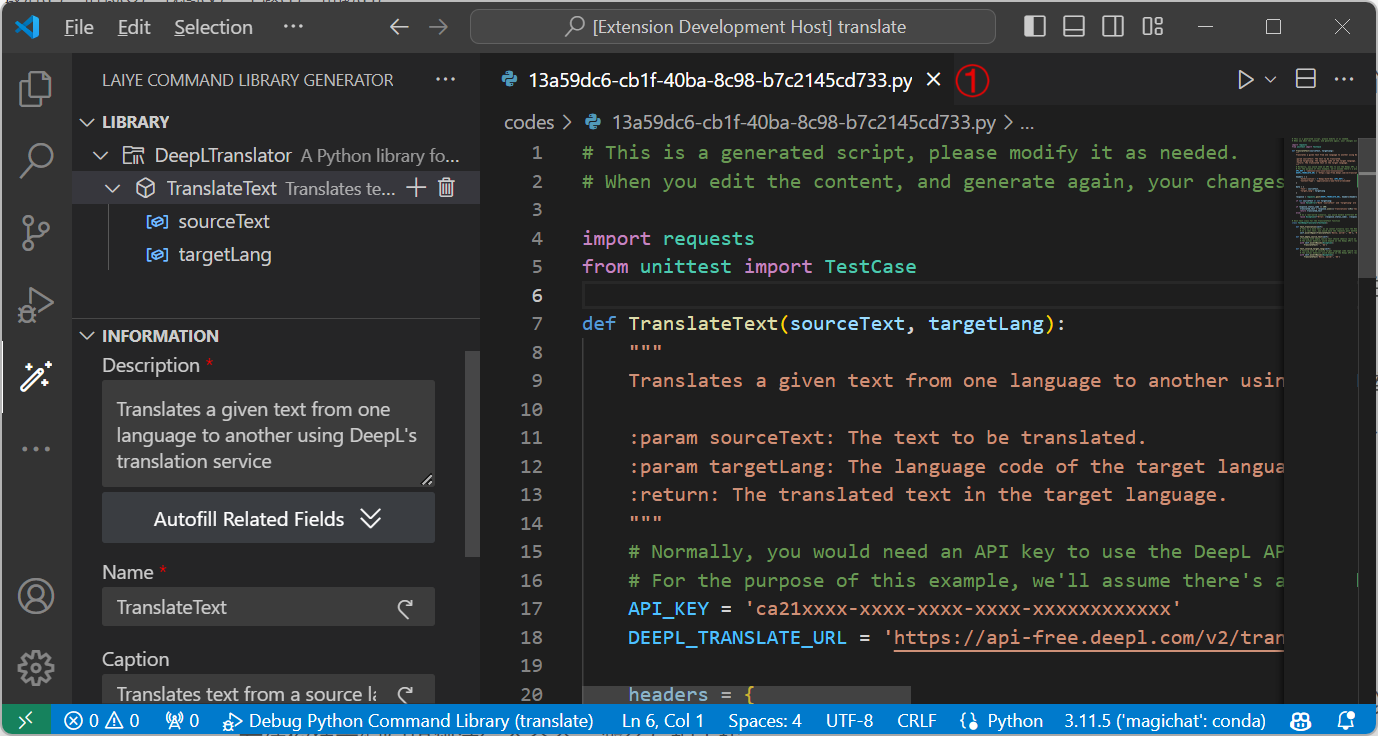 File Edit Selection ··· [Extension Development Host] translate
LAIYE COMMAND LIBRARY GENERATOR ···
13a59dc6-cb1f-40ba-8c98-b7c2145cd733.py ①
LIBRARY
DeepLTranslator A Python library fo...
TranslateText Translates te...
sourceText
targetLang
INFORMATION
Description *
Translates a given text from one
language to another using DeepL's
translation service
Autofill Related Fields
Name *
TranslateText
Caption
Translates text from a source la
codes > 13a59dc6-cb1f-40ba-8c98-b7c2145cd733.py > ...
1 # This is a generated script, please modify it as needed.
2 # When you edit the content, and generate again, your changes
3
4 import requests
5 from unittest import TestCase
6
7 def TranslateText(sourceText, targetLang):
8 """
9 Translates a given text from one language to another usin
10
11 :param sourceText: The text to be translated.
12 :param targetLang: The language code of the target langua
13 :return: The translated text in the target language.
14 """
15 # Normally, you would need an API key to use the DeepL AP
16 # For the purpose of this example, we'll assume there's a
17 API_KEY = 'ca21xxxx-xxxx-xxxx-xxxx-xxxxxxxxxxxx'
18 DEEPL_TRANSLATE_URL = 'https://api-free.deepl.com/v2/tran
19
20 headers = {
0 0 0 Debug Python Command Library (translate) Ln 6, Col 1 Spaces: 4 UTF-8 CRLF Python 3.11.5 ('magichat': conda)